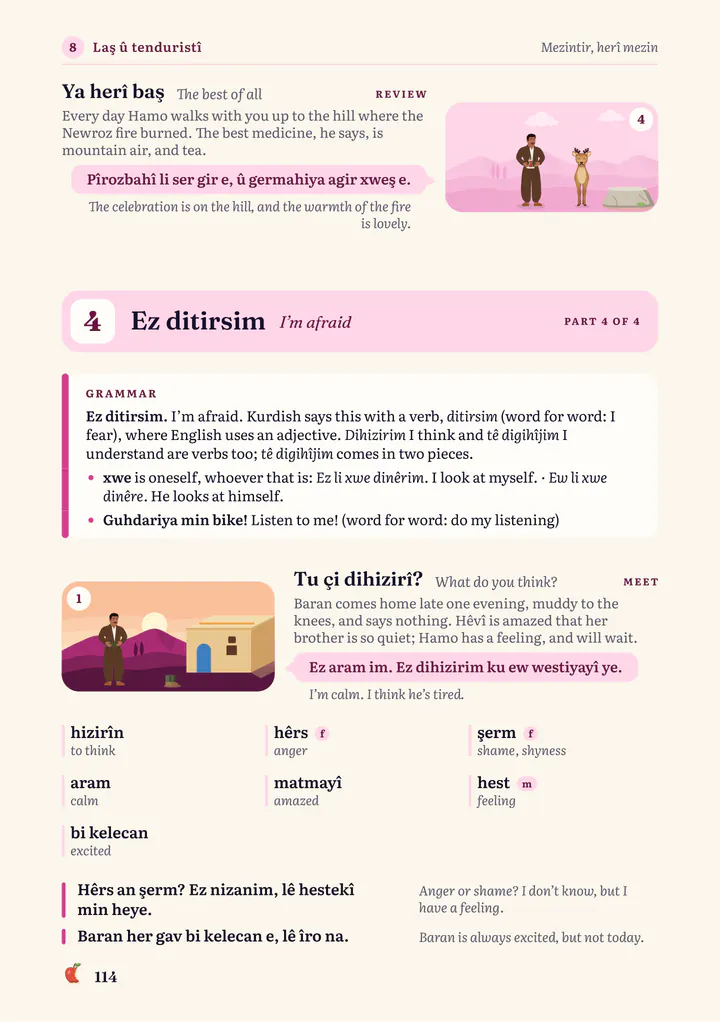 8 Laş û tenduristî
Mezintir, herî mezin
Ya herî baş The best of all REVIEW
Every day Hamo walks with you up to the hill where the
Newroz fire burned. The best medicine, he says, is
mountain air, and tea.
Pîrozbahî li ser gir e, û germahiya agir xweş e.
The celebration is on the hill, and the warmth of the fire
is lovely.
4
4 Ez ditirsim I'm afraid PART 4 OF 4
GRAMMAR
Ez ditirsim. I'm afraid. Kurdish says this with a verb, ditirsim (word for word: I
fear), where English uses an adjective. Dihizirim I think and tê digihîjim I
understand are verbs too; tê digihîjim comes in two pieces.
• xwe is oneself, whoever that is: Ez li xwe dinêrim. I look at myself. · Ew li xwe
dinêre. He looks at himself.
• Guhdariya min bike! Listen to me! (word for word: do my listening)
1
Tu çi dihizirî? What do you think? MEET
Baran comes home late one evening, muddy to the
knees, and says nothing. Hêvî is amazed that her
brother is so quiet; Hamo has a feeling, and will wait.
Ez aram im. Ez dihizirim ku ew westiyayî ye.
I'm calm. I think he's tired.
hizirîn
to think
hêrs f
anger
şerm f
shame, shyness
aram
calm
matmayî
amazed
hest m
feeling
bi kelecan
excited
Hêrs an şerm? Ez nizanim, lê hestekî
min heye.
Anger or shame? I don't know, but I
have a feeling.
Baran her gav bi kelecan e, lê îro na.
Baran is always excited, but not today.
114